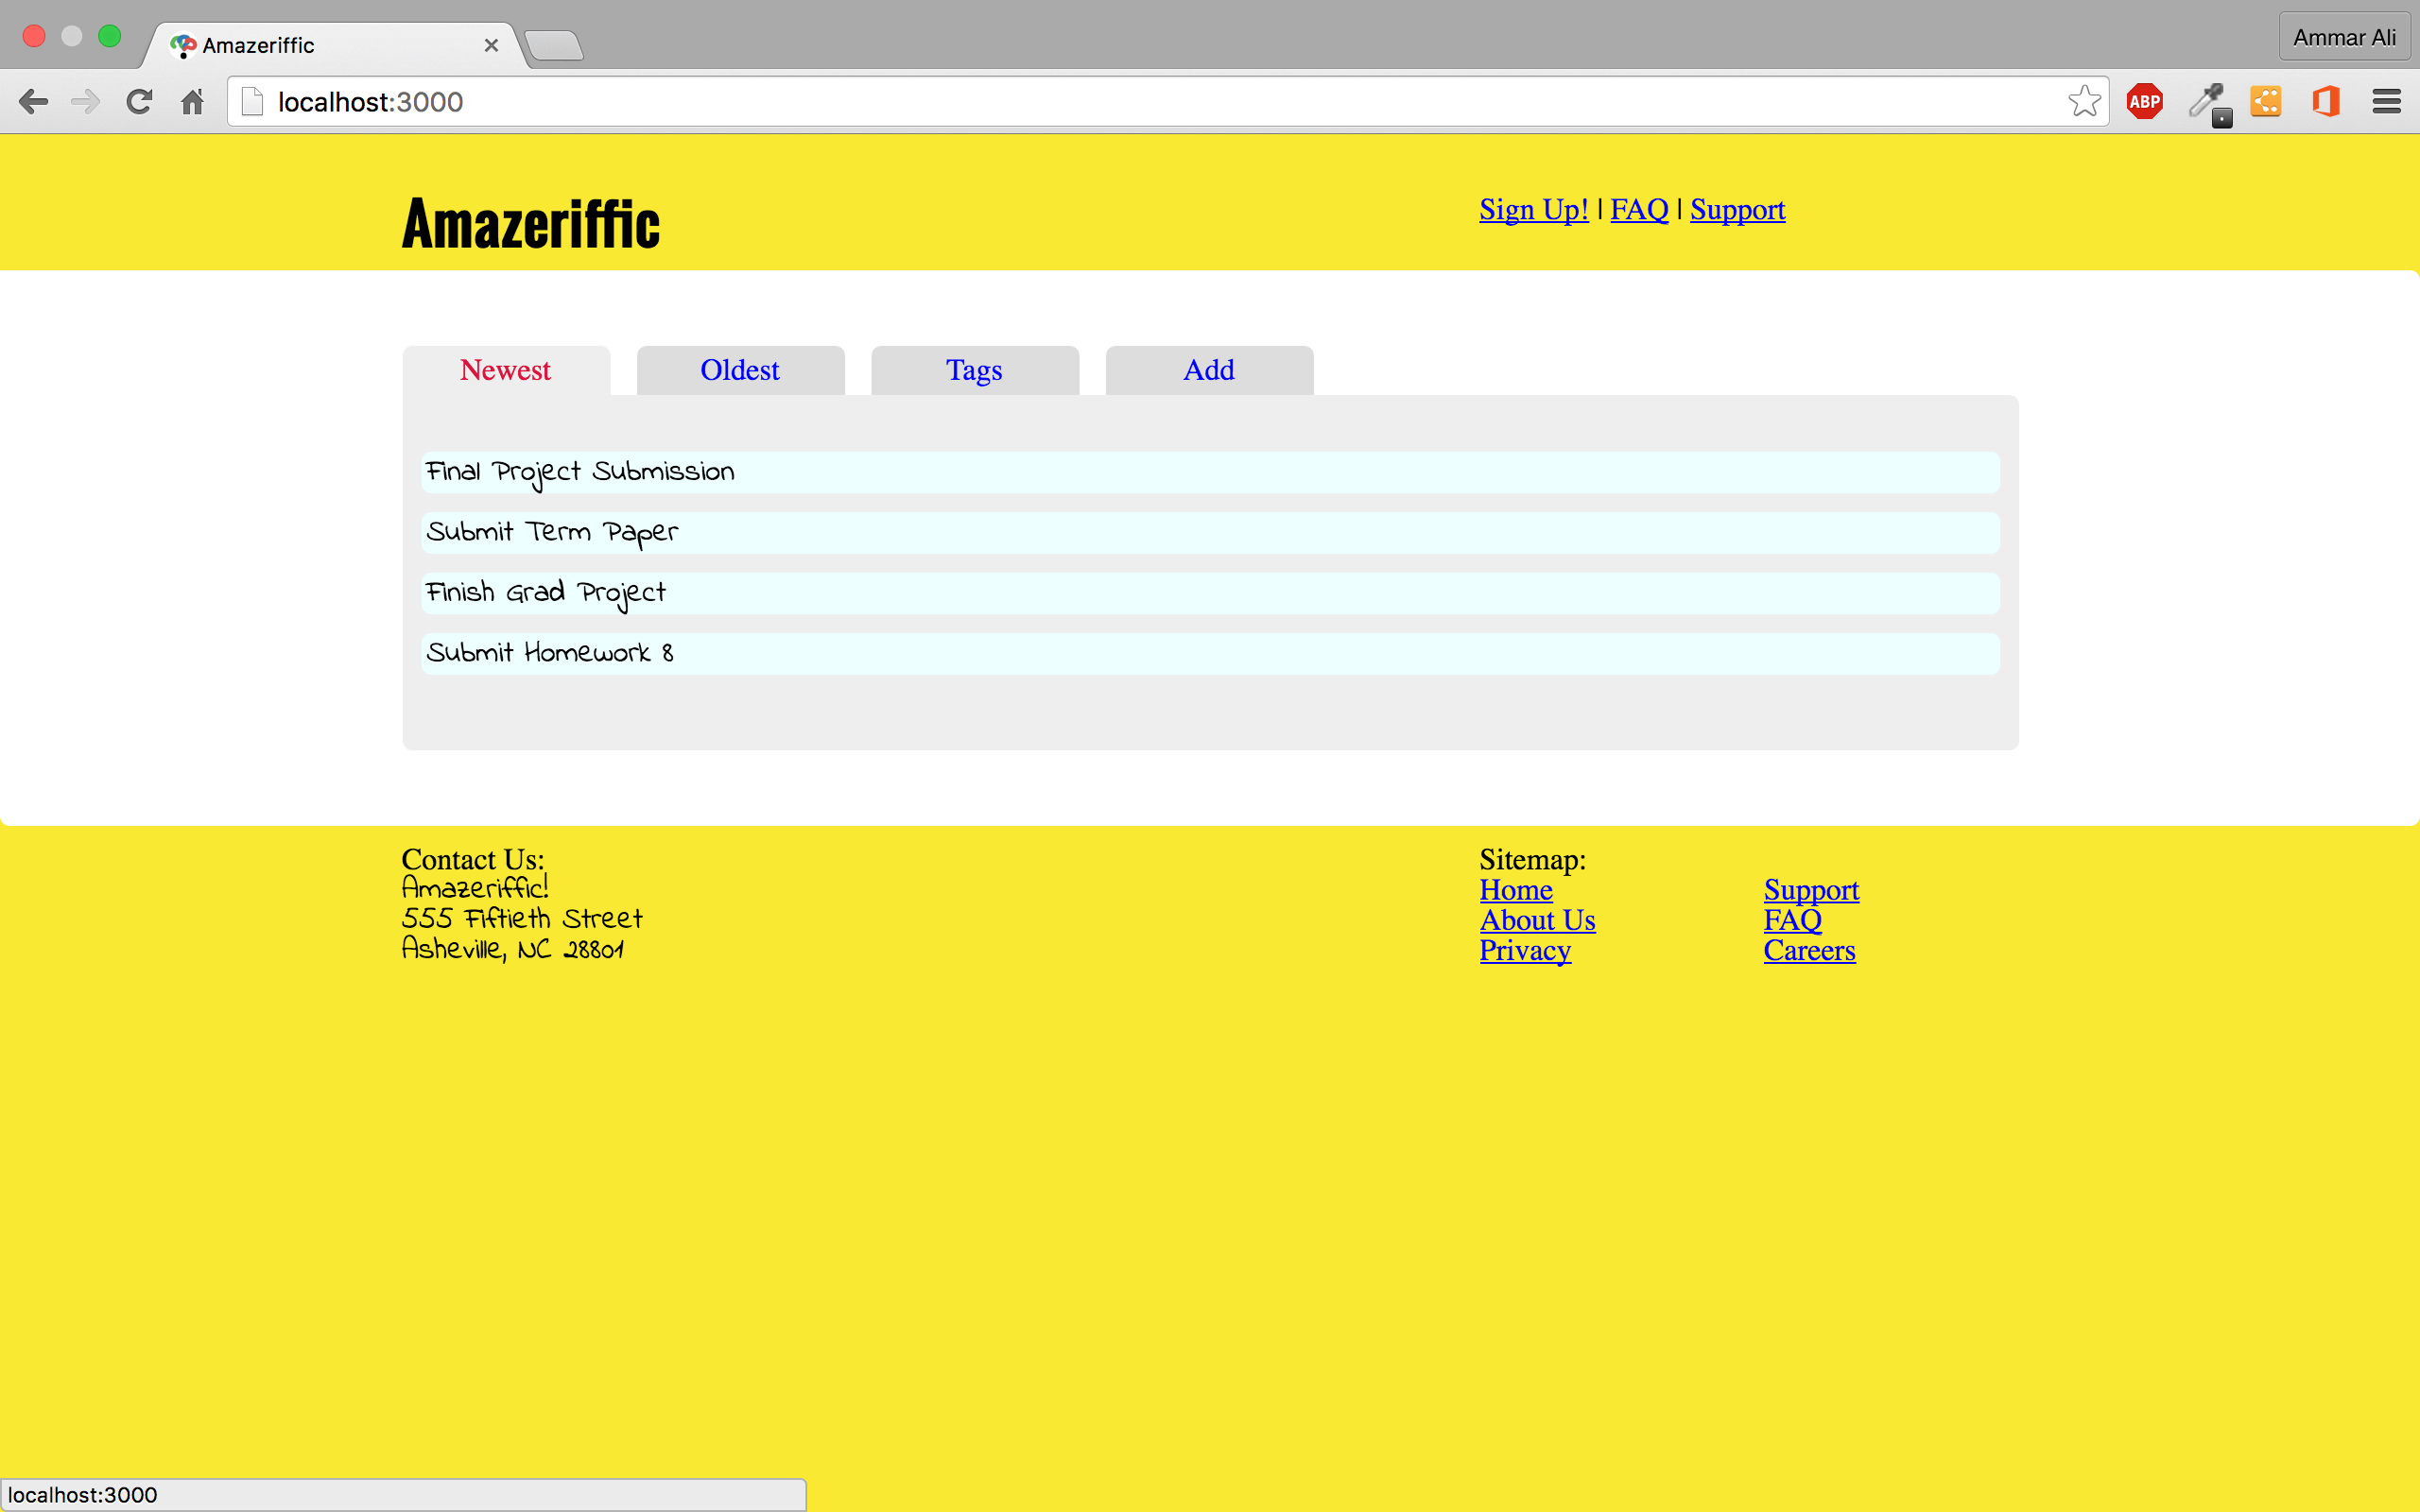 Amazeriffic
Ammar Ali
localhost:3000
ABP
Amazeriffic
Sign Up! | FAQ | Support
Newest Oldest Tags Add
Final Project Submission
Submit Term Paper
Finish Grad Project
Submit Homework 8
Contact Us:
Amazeriffic!
555 Fiftieth Street
Asheville, NC 28801
Sitemap:
Home Support
About Us FAQ
Privacy Careers
localhost:3000